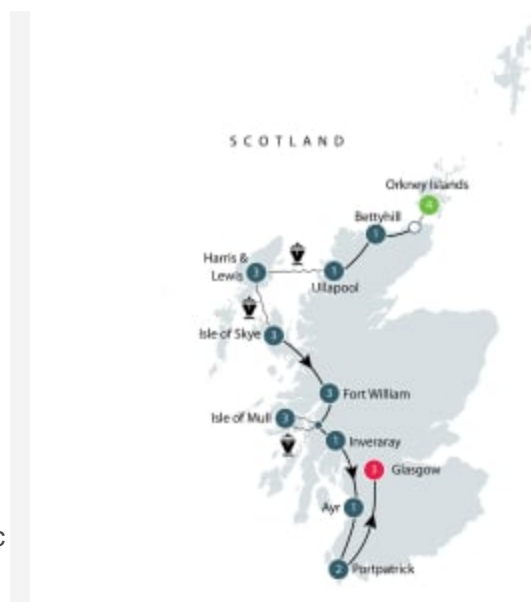 SCOTLAND
Orkney Islands
4
Bettyhill
1
Harris &
Lewis
3
1
Ullapool
Isle of Skye
3
3
Fort William
Isle of Mull
3
1
Inveraray
3
Glasgow
Ayr
1
2
Portpatrick
c